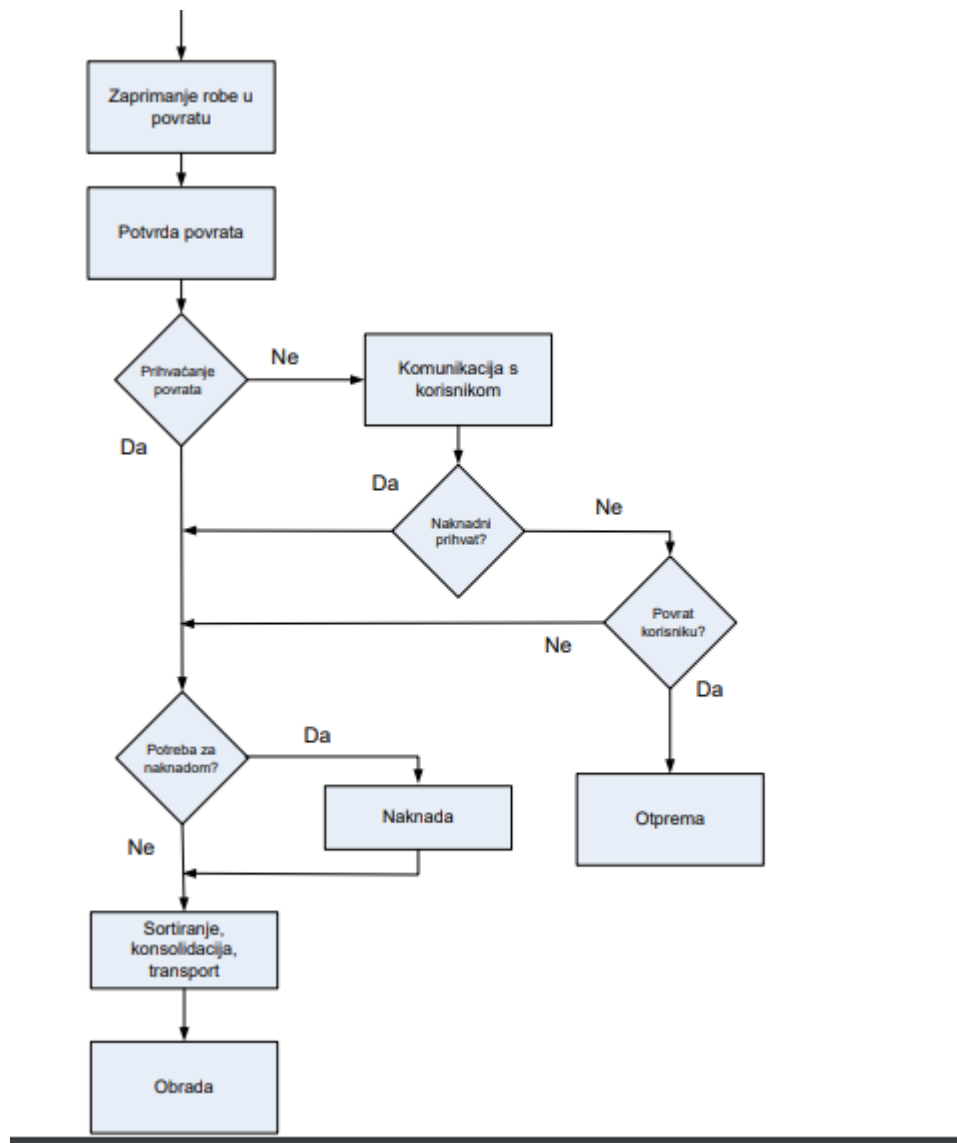 Zaprimanje robe u
povratu
Potvrda povrata
Prihvaćanje
povrata
Ne
Komunikacija s
korisnikom
Da
Da
Naknadni
prihvat?
Ne
Povrat
korisniku?
Ne
Da
Potreba za
naknadom?
Da
Naknada
Otprema
Ne
Sortiranje,
konsolidacija,
transport
Obrada